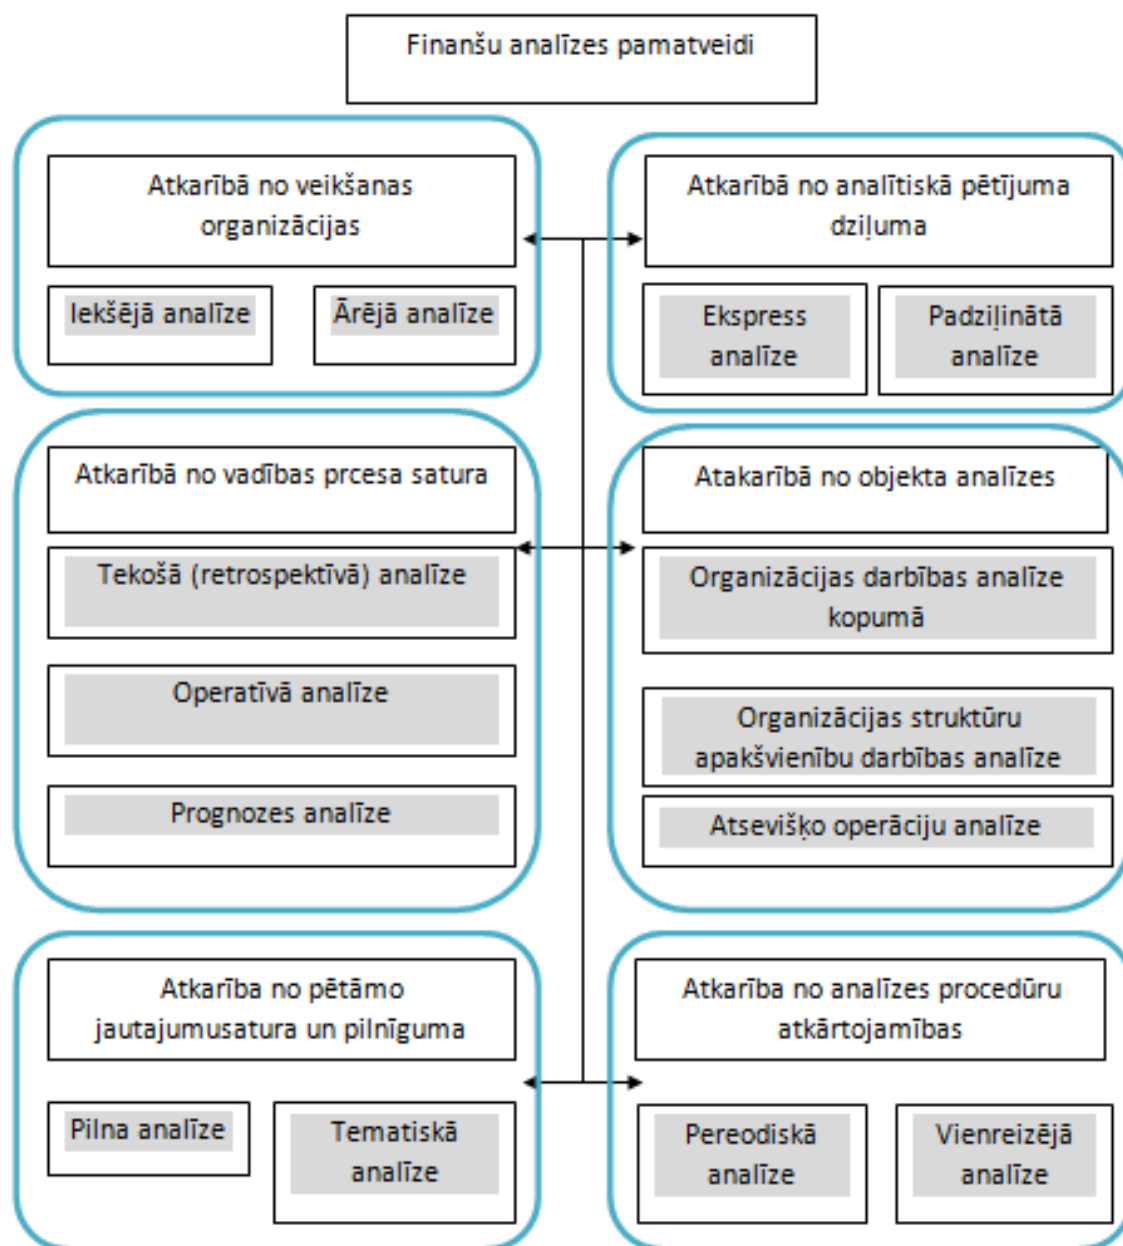 Finanšu analīzes pamatveidi
Atkarībā no veikšanas
organizācijas
Iekšējā analīze
Ārējā analīze
Atkarībā no analītiskā pētījuma
dziļuma
Ekspress
analīze
Padziļinātā
analīze
Atkarībā no vadības prcesa satura
Tekošā (retrospektīvā) analīze
Operatīvā analīze
Prognozes analīze
Atakarībā no objekta analīzes
Organizācijas darbības analīze
kopumā
Organizācijas struktūru
apakšvienību darbības analīze
Atsevišķo operāciju analīze
Atkarība no pētāmo
jautajumusatura un pilnīguma
Pilna analīze
Tematiskā
analīze
Atkarība no analīzes procedūru
atkārtojamības
Pereodiskā
analīze
Vienreizējā
analīze